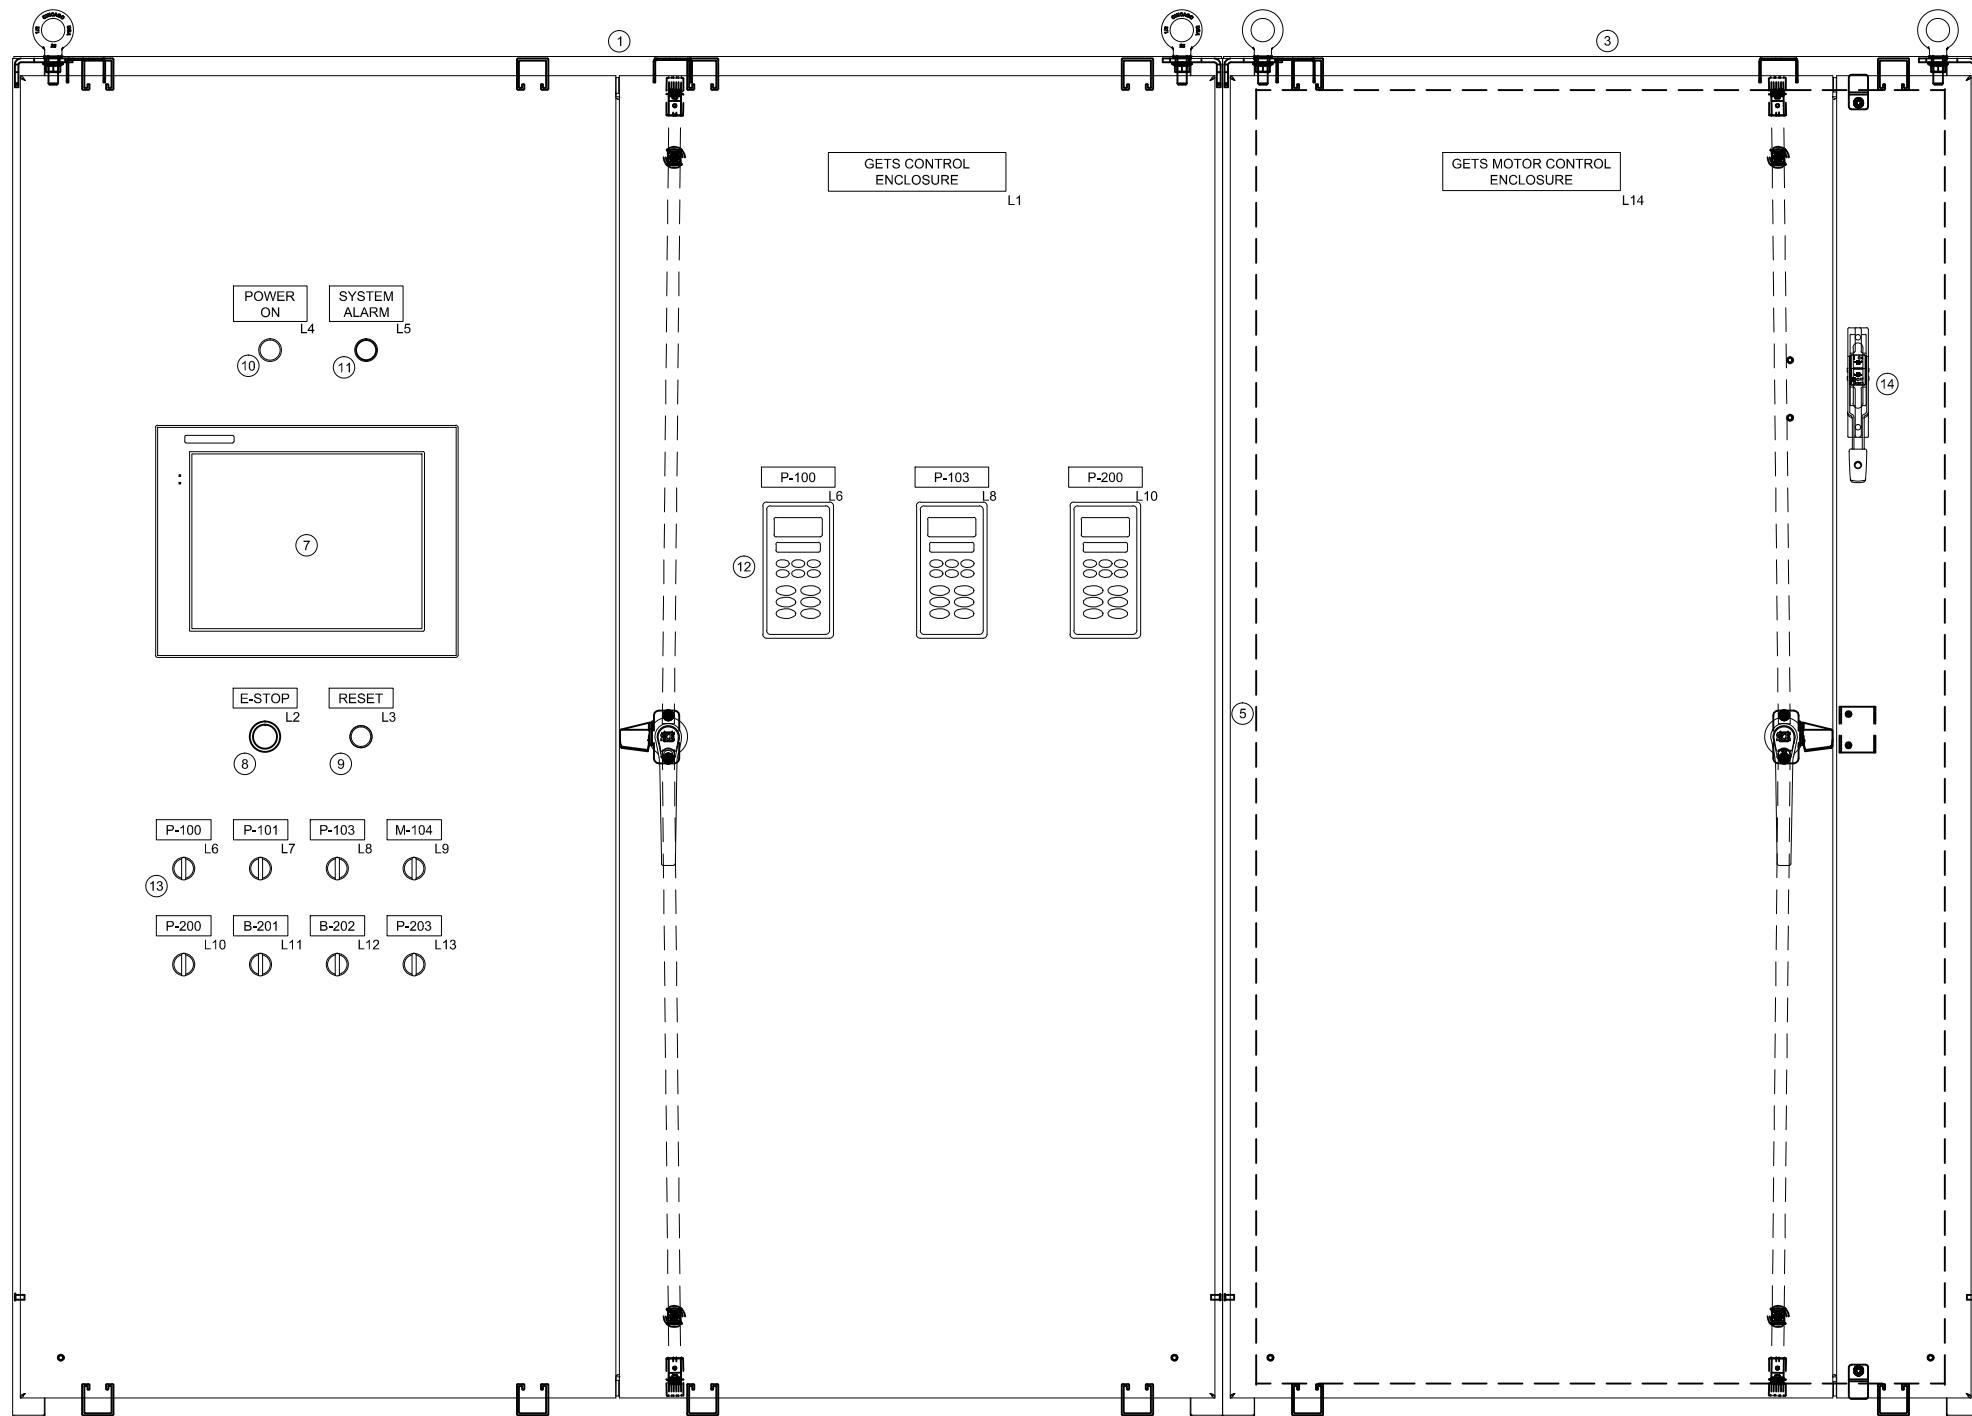 1
3
GETS CONTROL
ENCLOSURE
L1
GETS MOTOR CONTROL
ENCLOSURE
L14
POWER
ON
L4
SYSTEM
ALARM
L5
10
11
14
P-100
L6
P-103
L8
P-200
L10
7
12
E-STOP
L2
RESET
L3
5
8
9
P-100
L6
P-101
L7
P-103
L8
M-104
L9
13
P-200
L10
B-201
L11
B-202
L12
P-203
L13